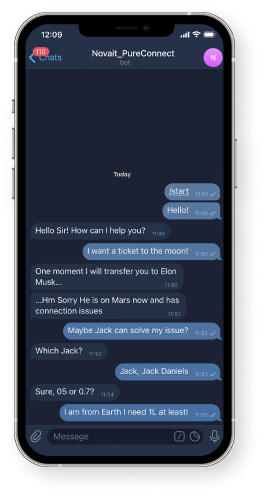 12:09
110
Chats
Novait_PureConnect
bot
N
Today
/start 11:47
Hello! 11:48
Hello Sir! How can I help you? 11:49
I want a ticket to the moon! 11:50
One moment I will transfer you to Elon
Musk... 11:50
...Hm Sorry He is on Mars now and has
connection issues 11:51
Maybe Jack can solve my issue? 11:52
Which Jack? 11:52
Jack, Jack Daniels 11:53
Sure, 05 or 0.7? 11:54
I am from Earth I need 1L at least! 11:55
Message